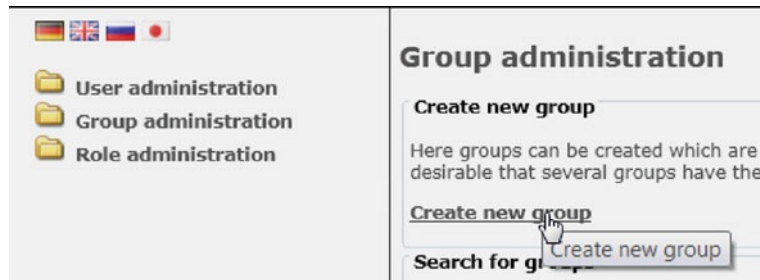 User administration
Group administration
Role administration
Group administration
Create new group
Here groups can be created which are
desirable that several groups have the
Create new group
Create new group
Search for